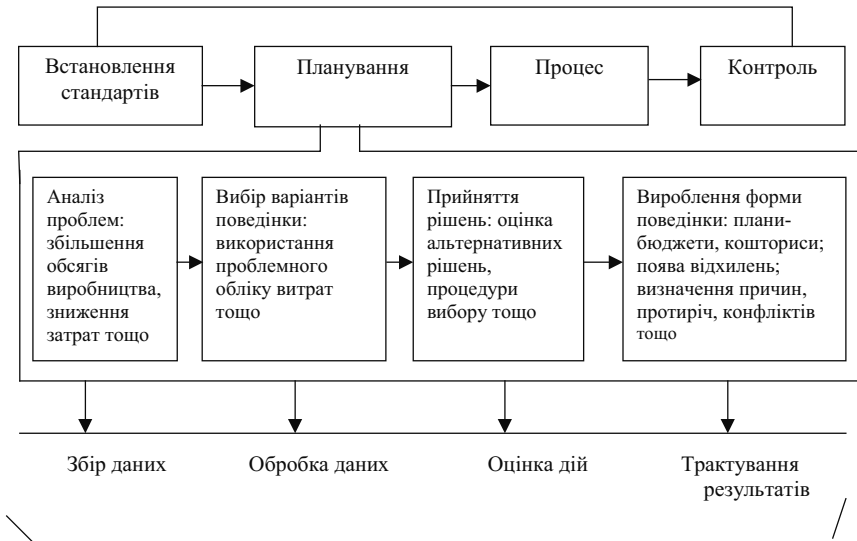 Встановлення
стандартів
Планування
Процес
Контроль
Аналіз
проблем:
збільшення
обсягів
виробництва,
зниження
затрат тощо
Вибір варіантів
поведінки:
використання
проблемного
обліку витрат
тощо
Прийняття
рішень: оцінка
альтернативних
рішень,
процедури
вибору тощо
Вироблення форми
поведінки: плани-
бюджети, кошториси;
поява відхилень;
визначення причин,
протиріч, конфліктів
тощо
Збір даних
Обробка даних
Оцінка дій
Трактування
результатів